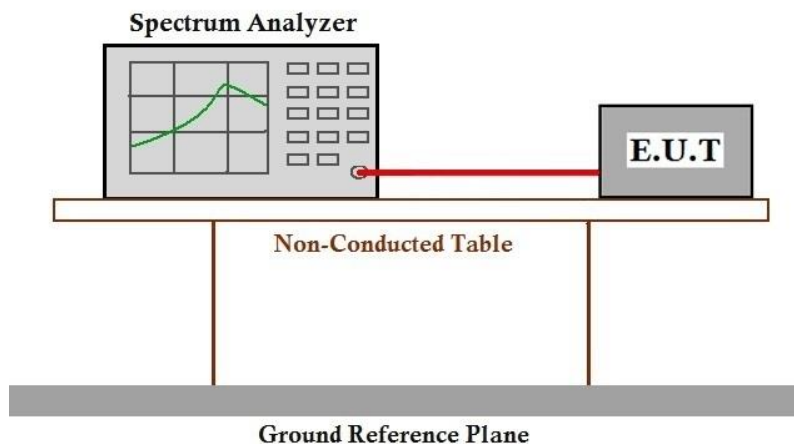 Spectrum Analyzer
E.U.T
Non-Conducted Table
Ground Reference Plane